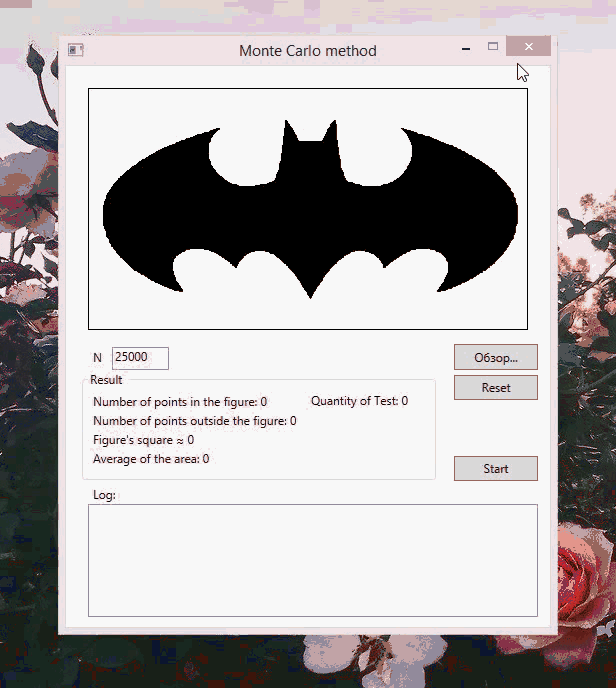 Monte Carlo method
N 25000
Обзор...
Result
Reset
Number of points in the figure: 0 Quantity of Test: 0
Number of points outside the figure: 0
Figure's square ≈ 0
Average of the area: 0
Start
Log: